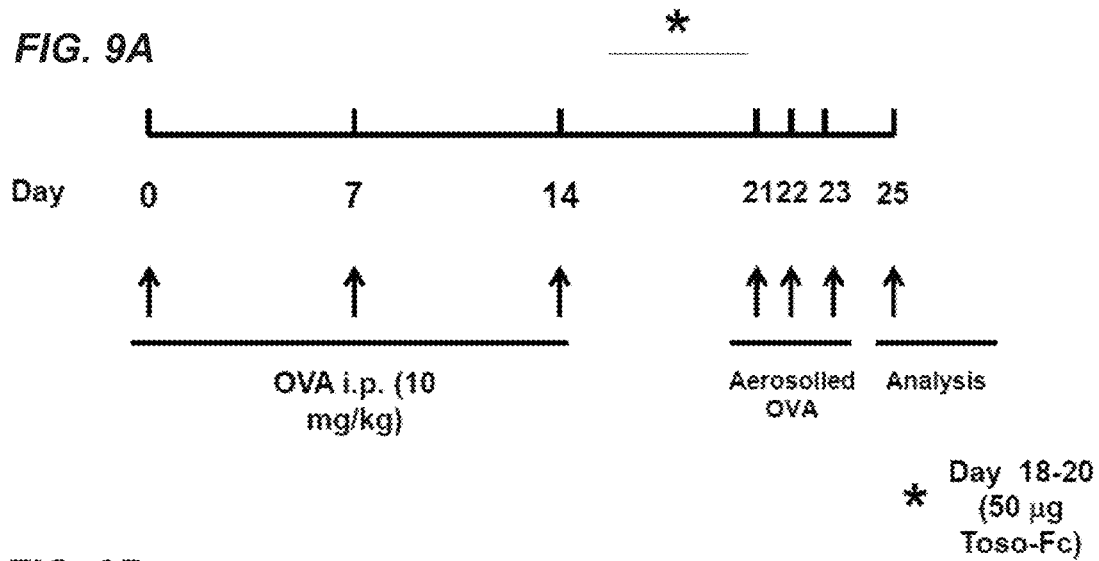 *
FIG. 9A
Day 0 7 14 21 22 23 25
OVA i.p. (10
mg/kg)
Aerosolled
OVA
Analysis
* Day 18-20
(50 μg
Toso-Fc)